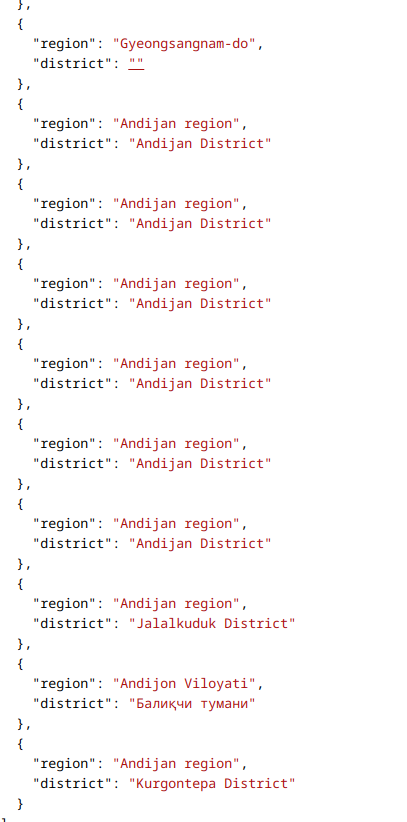 },
{
"region": "Gyeongsangnam-do",
"district": ""
},
{
"region": "Andijan region",
"district": "Andijan District"
},
{
"region": "Andijan region",
"district": "Andijan District"
},
{
"region": "Andijan region",
"district": "Andijan District"
},
{
"region": "Andijan region",
"district": "Andijan District"
},
{
"region": "Andijan region",
"district": "Andijan District"
},
{
"region": "Andijan region",
"district": "Andijan District"
},
{
"region": "Andijan region",
"district": "Jalalkuduk District"
},
{
"region": "Andijon Viloyati",
"district": "Балиқчи тумани"
},
{
"region": "Andijan region",
"district": "Kurgontepa District"
}
]